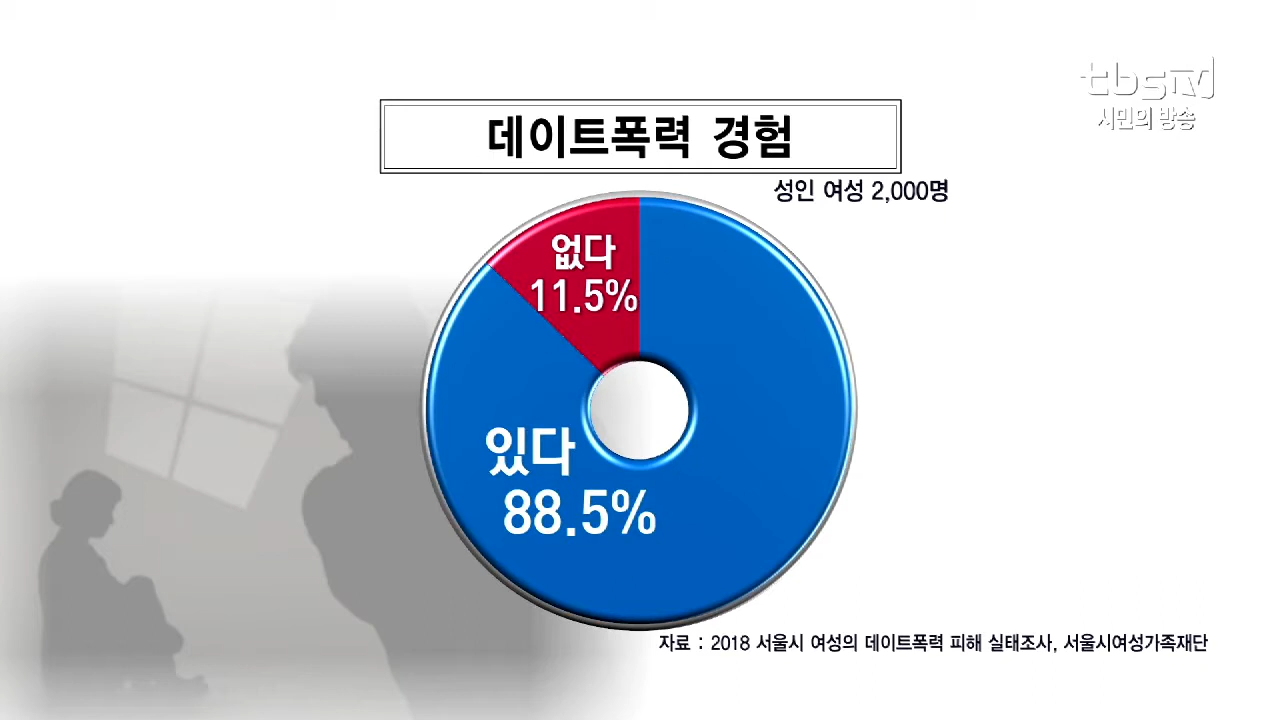 tbsTV
시민의 방송
데이트폭력 경험
성인 여성 2,000명
없다
11.5%
있다
88.5%
자료 : 2018 서울시 여성의 데이트폭력 피해 실태조사, 서울시여성가족재단